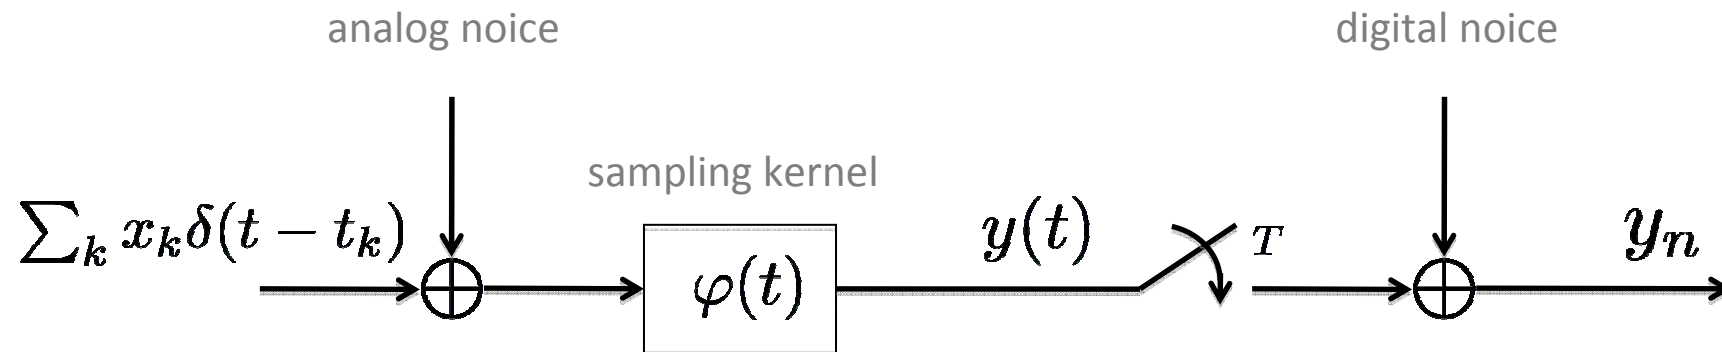 analog noice
digital noice
sampling kernel
∑ₖ xₖδ(t − tₖ)
y(t)
T
yₙ
φ(t)